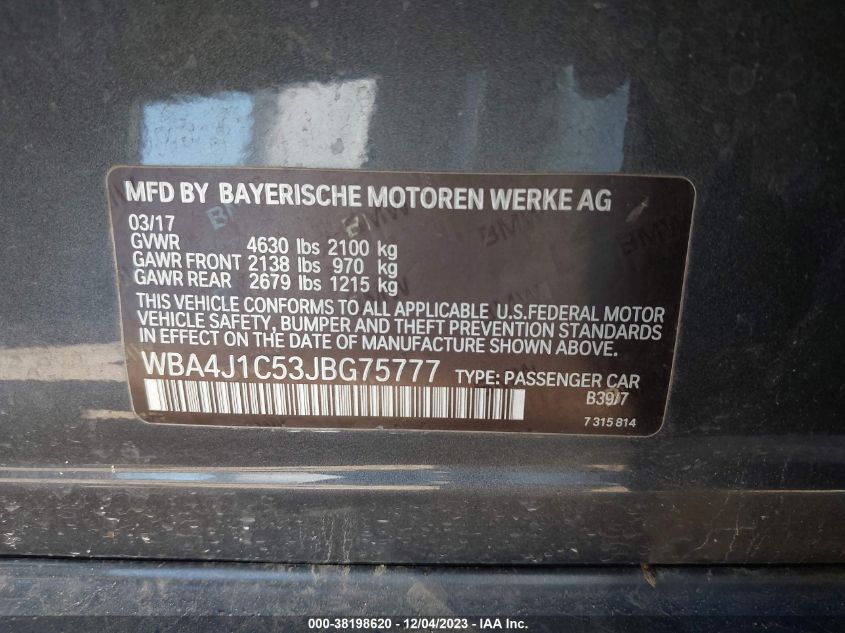 MFD BY BAYERISCHE MOTOREN WERKE AG
03/17
GVWR 4630 lbs 2100 kg
GAWR FRONT 2138 lbs 970 kg
GAWR REAR 2679 lbs 1215 kg
THIS VEHICLE CONFORMS TO ALL APPLICABLE U.S.FEDERAL MOTOR
VEHICLE SAFETY, BUMPER AND THEFT PREVENTION STANDARDS
IN EFFECT ON THE DATE OF MANUFACTURE SHOWN ABOVE.
WBA4J1C53JBG75777 TYPE: PASSENGER CAR
B39/7
7 315 814
000-38198620 - 12/04/2023 - IAAI Inc.